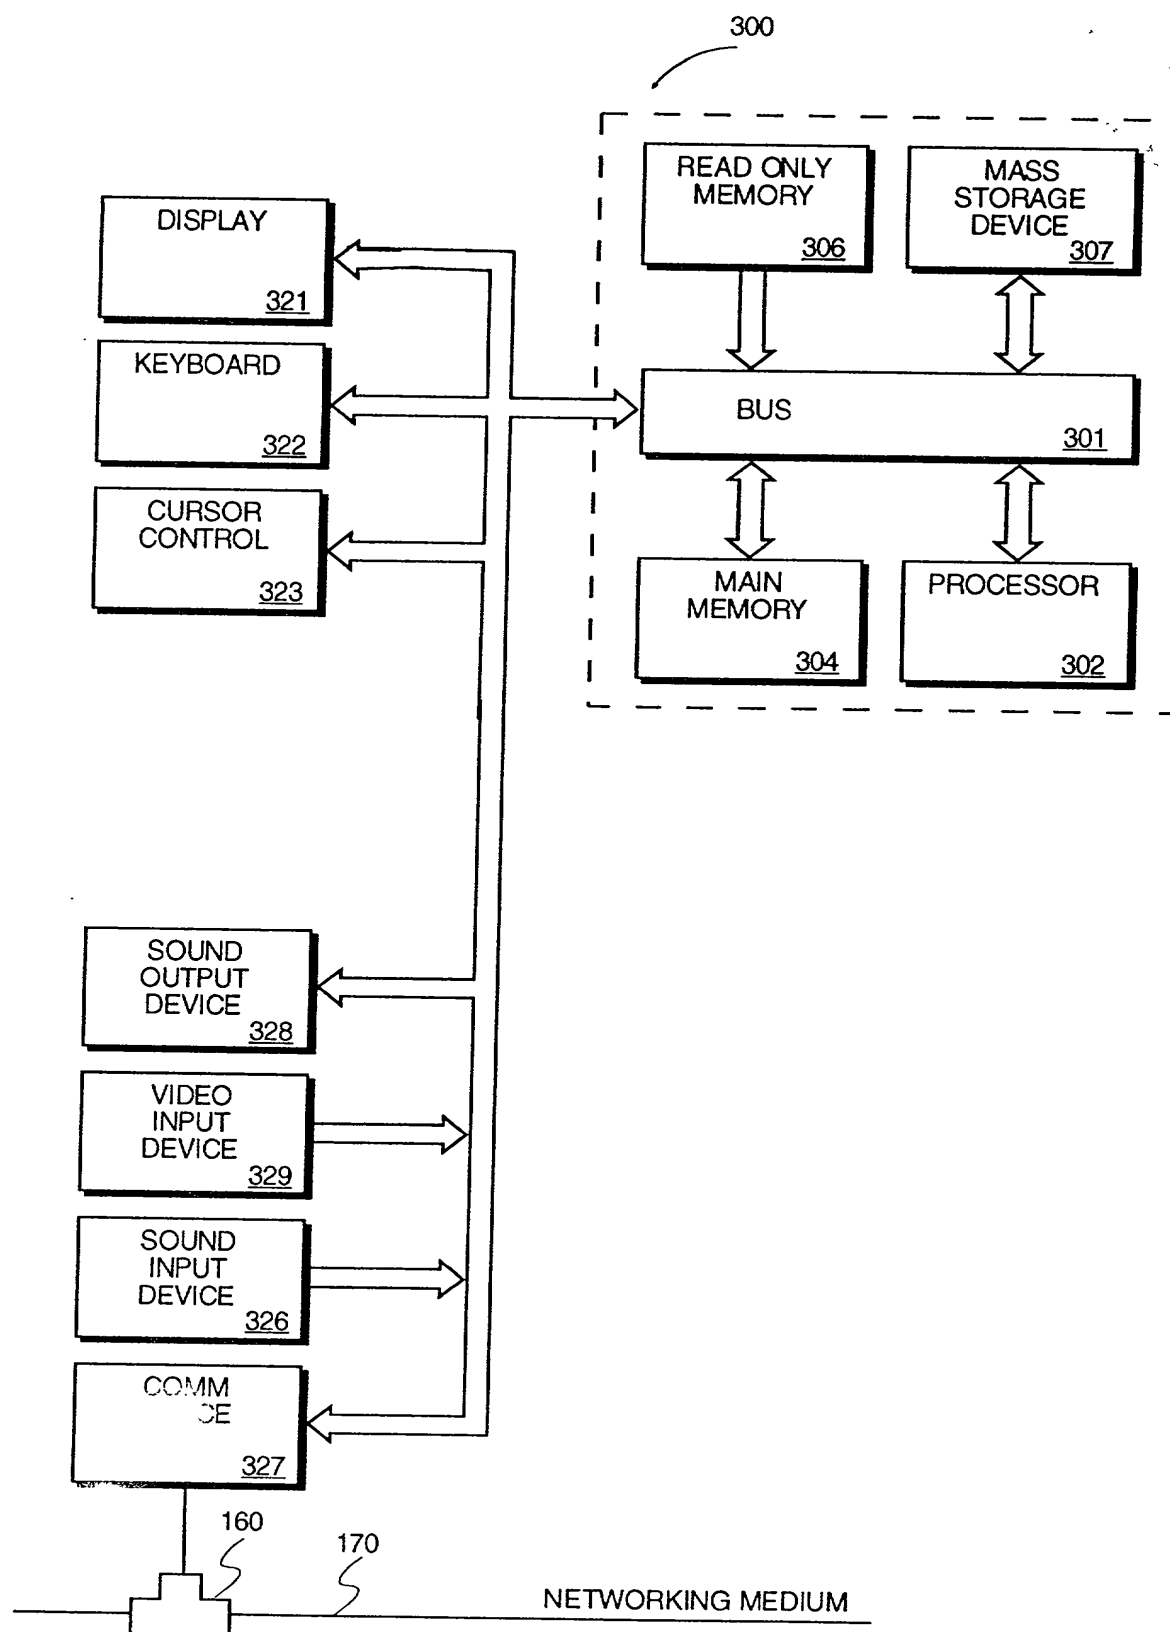 300
READ ONLY
MEMORY
306
MASS
STORAGE
DEVICE
307
DISPLAY
321
KEYBOARD
322
BUS
301
CURSOR
CONTROL
323
MAIN
MEMORY
304
PROCESSOR
302
SOUND
OUTPUT
DEVICE
328
VIDEO
INPUT
DEVICE
329
SOUND
INPUT
DEVICE
326
COMM
327
160
170
NETWORKING MEDIUM